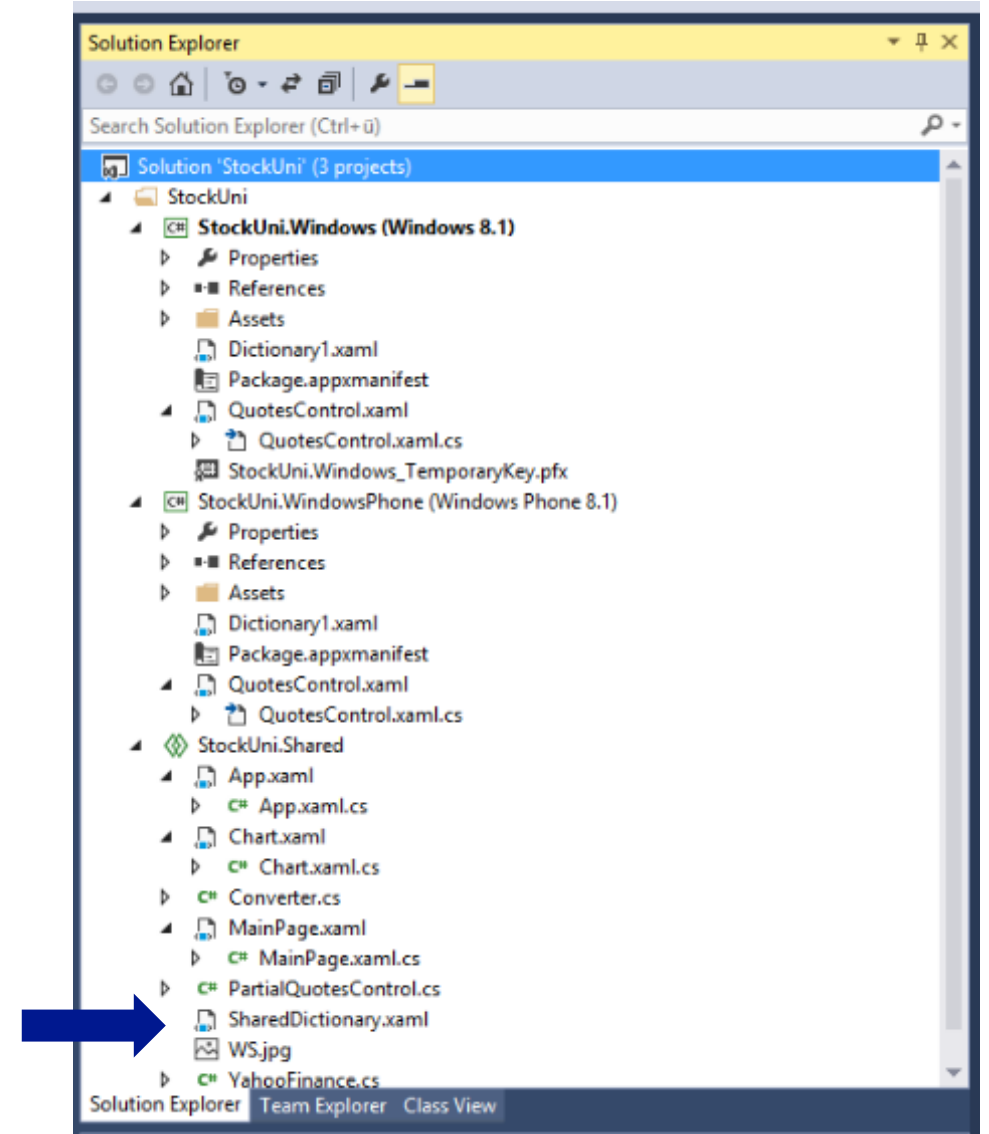 Solution Explorer
Search Solution Explorer (Ctrl+ü)
Solution 'StockUni' (3 projects)
StockUni
C# StockUni.Windows (Windows 8.1)
Properties
References
Assets
Dictionary1.xaml
Package.appxmanifest
QuotesControl.xaml
QuotesControl.xaml.cs
StockUni.Windows_TemporaryKey.pfx
C# StockUni.WindowsPhone (Windows Phone 8.1)
Properties
References
Assets
Dictionary1.xaml
Package.appxmanifest
QuotesControl.xaml
QuotesControl.xaml.cs
StockUni.Shared
App.xaml
C# App.xaml.cs
Chart.xaml
C# Chart.xaml.cs
C# Converter.cs
MainPage.xaml
C# MainPage.xaml.cs
C# PartialQuotesControl.cs
SharedDictionary.xaml
WS.jpg
C# YahooFinance.cs
Solution Explorer Team Explorer Class View